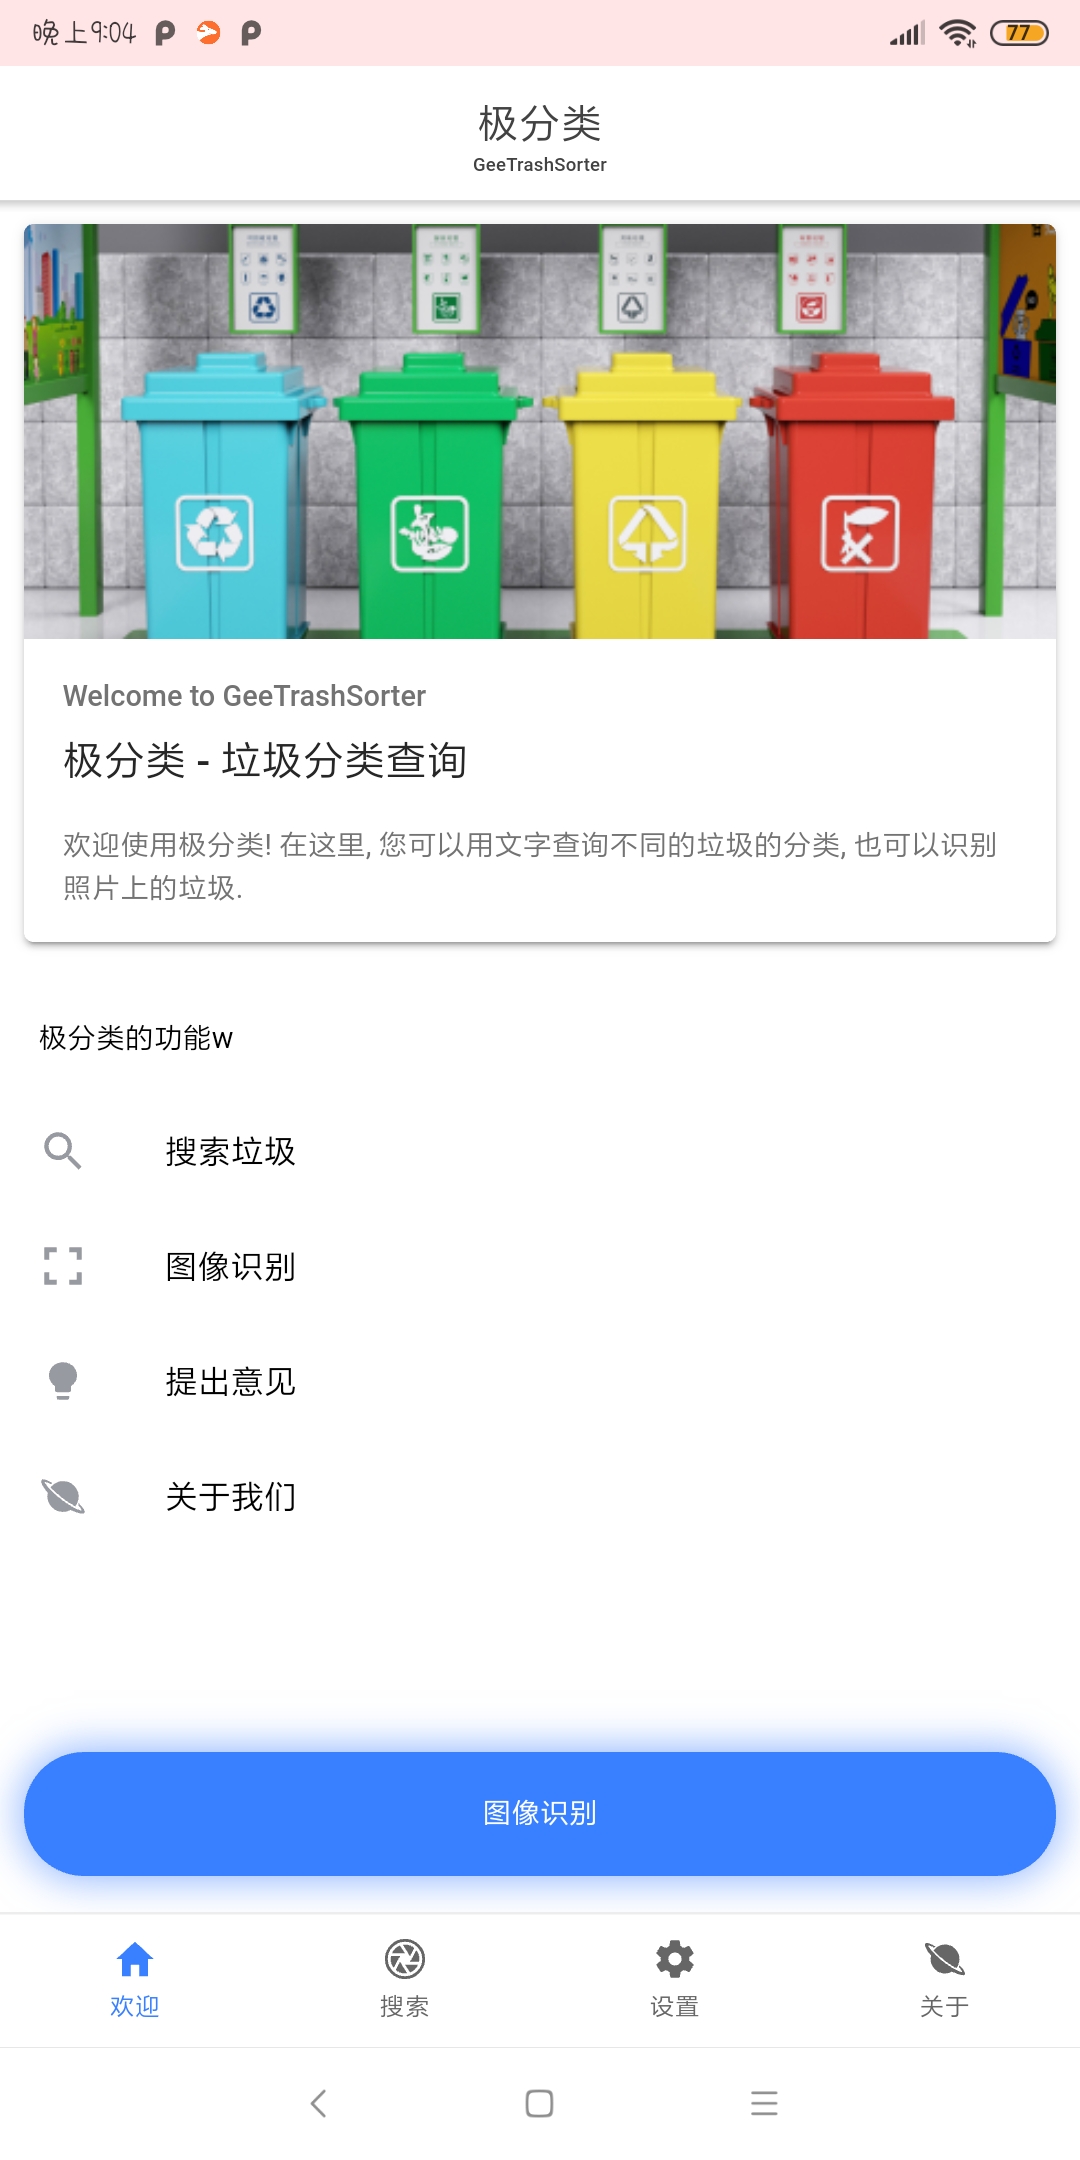 晚上9:04
77
极分类
GeeTrashSorter
Welcome to GeeTrashSorter
极分类 - 垃圾分类查询
欢迎使用极分类! 在这里, 您可以用文字查询不同的垃圾的分类, 也可以识别
照片上的垃圾.
极分类的功能w
搜索垃圾
图像识别
提出意见
关于我们
图像识别
欢迎
搜索
设置
关于